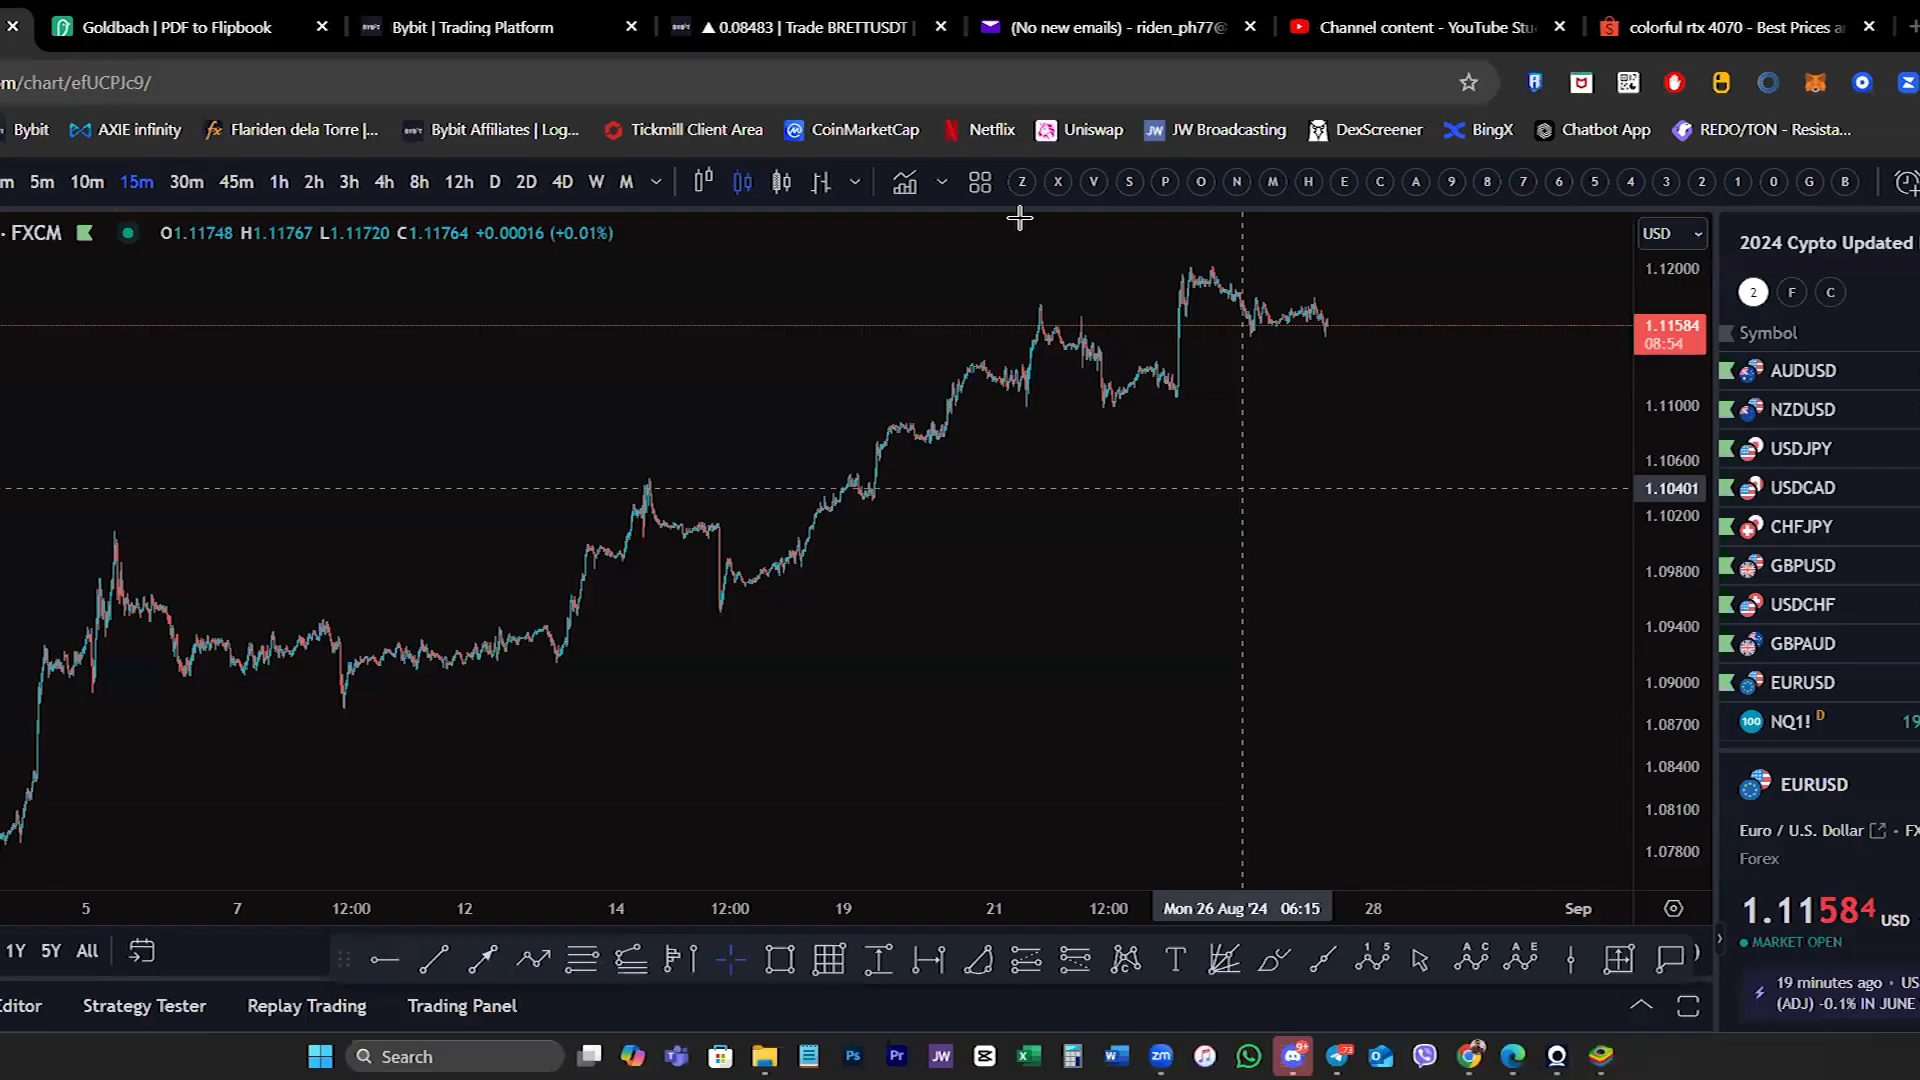 Goldbach | PDF to Flipbook
Bybit | Trading Platform
▲ 0.08483 | Trade BRETTUSDT |
(No new emails) - riden_ph77@
Channel content - YouTube Stu
colorful rtx 4070 - Best Prices a
m/chart/efUCPJc9/
Bybit
AXIE infinity
Flariden dela Torre |...
Bybit Affiliates | Log...
Tickmill Client Area
CoinMarketCap
Netflix
Uniswap
JW Broadcasting
DexScreener
BingX
Chatbot App
REDO/TON - Resista...
m 5m 10m 15m 30m 45m 1h 2h 3h 4h 8h 12h D 2D 4D W M
Z X V S P O N M H E C A 9 8 7 6 5 4 3 2 1 0 G B
· FXCM
O1.11748 H1.11767 L1.11720 C1.11764 +0.00016 (+0.01%)
USD
1.12000
1.11584
08:54
1.11000
1.10600
1.10401
1.10200
1.09800
1.09400
1.09000
1.08700
1.08400
1.08100
1.07800
2024 Cypto Updated
2 F C
Symbol
AUDUSD
NZDUSD
USDJPY
USDCAD
CHFJPY
GBPUSD
USDCHF
GBPAUD
EURUSD
100 NQ1! D 19
EURUSD
Euro / U.S. Dollar · FX
Forex
1.11584 USD
MARKET OPEN
19 minutes ago · US
(ADJ) -0.1% IN JUNE
5 7 12:00 12 14 12:00 19 21 12:00 Mon 26 Aug '24 06:15 28 Sep
1Y 5Y All
Editor
Strategy Tester
Replay Trading
Trading Panel
Search